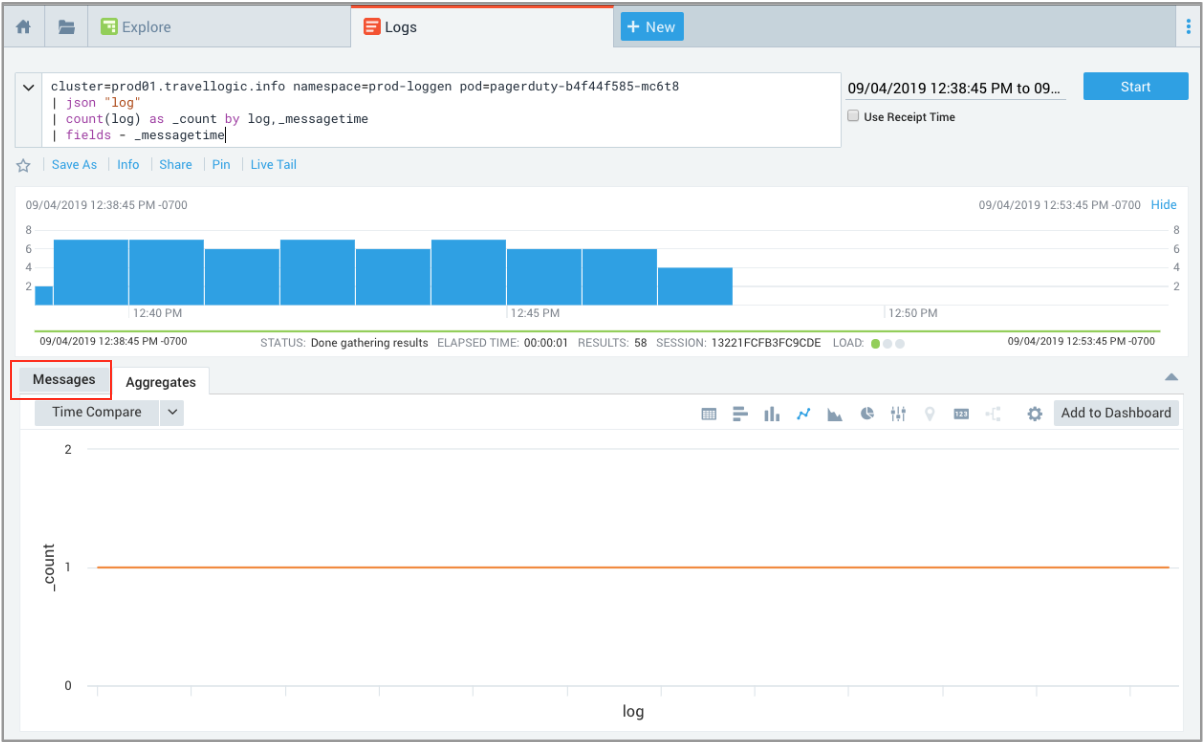 Explore
Logs
+ New
cluster=prod01.travellogic.info namespace=prod-loggen pod=pagerduty-b4f44f585-mc6t8
| json "log"
| count(log) as _count by log,_messagetime
| fields - _messagetime
09/04/2019 12:38:45 PM to 09...
Start
Use Receipt Time
Save As Info Share Pin Live Tail
09/04/2019 12:38:45 PM -0700
09/04/2019 12:53:45 PM -0700 Hide
8 8
6 6
4 4
2 2
12:40 PM 12:45 PM 12:50 PM
09/04/2019 12:38:45 PM -0700 STATUS: Done gathering results ELAPSED TIME: 00:00:01 RESULTS: 58 SESSION: 13221FCFB3FC9CDE LOAD: 09/04/2019 12:53:45 PM -0700
Messages Aggregates
Time Compare 123 Add to Dashboard
2
_count
1
0
log